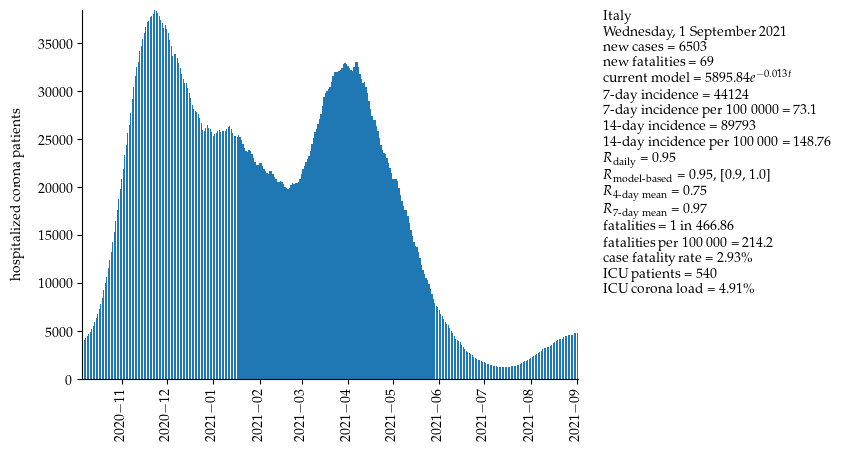 Italy
Wednesday, 1 September 2021
new cases = 6503
new fatalities = 69
current model = 5895.84e^{−0.013t}
7-day incidence = 44124
7-day incidence per 100 0000 = 73.1
14-day incidence = 89793
14-day incidence per 100 000 = 148.76
R_daily = 0.95
R_model-based = 0.95, [0.9, 1.0]
R_4-day mean = 0.75
R_7-day mean = 0.97
fatalities = 1 in 466.86
fatalities per 100 000 = 214.2
case fatality rate = 2.93%
ICU patients = 540
ICU corona load = 4.91%
hospitalized corona patients
35000
30000
25000
20000
15000
10000
5000
0
2020−11
2020−12
2021−01
2021−02
2021−03
2021−04
2021−05
2021−06
2021−07
2021−08
2021−09